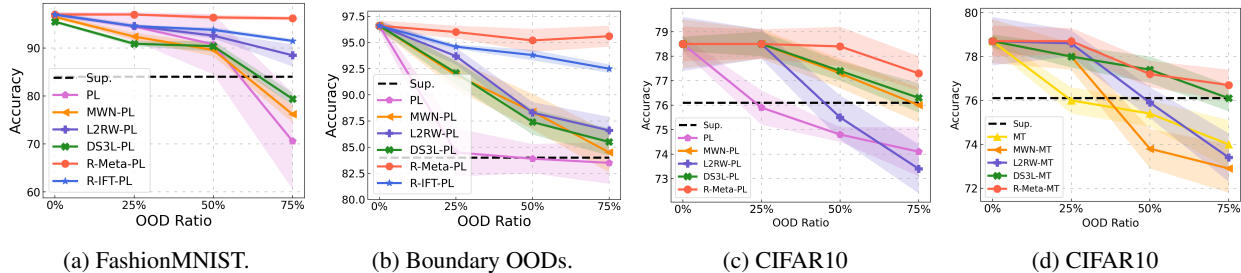 90
80
70
60
Accuracy
Sup.
PL
MWN-PL
L2RW-PL
DS3L-PL
R-Meta-PL
R-IFT-PL
0% 25% 50% 75%
OOD Ratio
(a) FashionMNIST.
97.5
95.0
92.5
90.0
87.5
85.0
82.5
80.0
Accuracy
Sup.
PL
MWN-PL
L2RW-PL
DS3L-PL
R-Meta-PL
R-IFT-PL
0% 25% 50% 75%
OOD Ratio
(b) Boundary OODs.
79
78
77
76
75
74
73
Accuracy
Sup.
PL
MWN-PL
L2RW-PL
DS3L-PL
R-Meta-PL
0% 25% 50% 75%
OOD Ratio
(c) CIFAR10
80
78
76
74
72
Accuracy
Sup.
MT
MWN-MT
L2RW-MT
DS3L-MT
R-Meta-MT
0% 25% 50% 75%
OOD Ratio
(d) CIFAR10